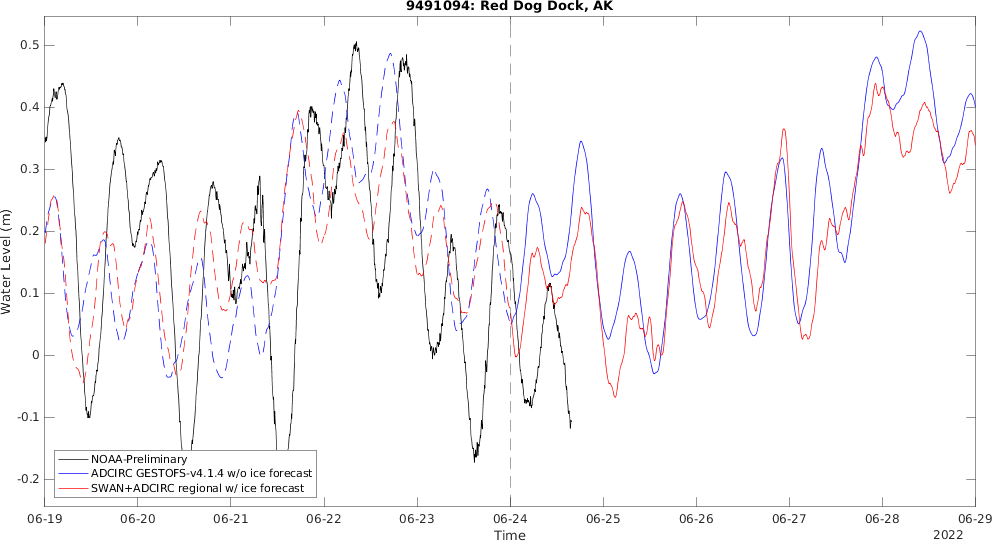 9491094: Red Dog Dock, AK
Water Level (m)
0.5
0.4
0.3
0.2
0.1
0
-0.1
-0.2
NOAA-Preliminary
ADCIRC GESTOFS-v4.1.4 w/o ice forecast
SWAN+ADCIRC regional w/ ice forecast
06-19 06-20 06-21 06-22 06-23 06-24 06-25 06-26 06-27 06-28 06-29
Time
2022